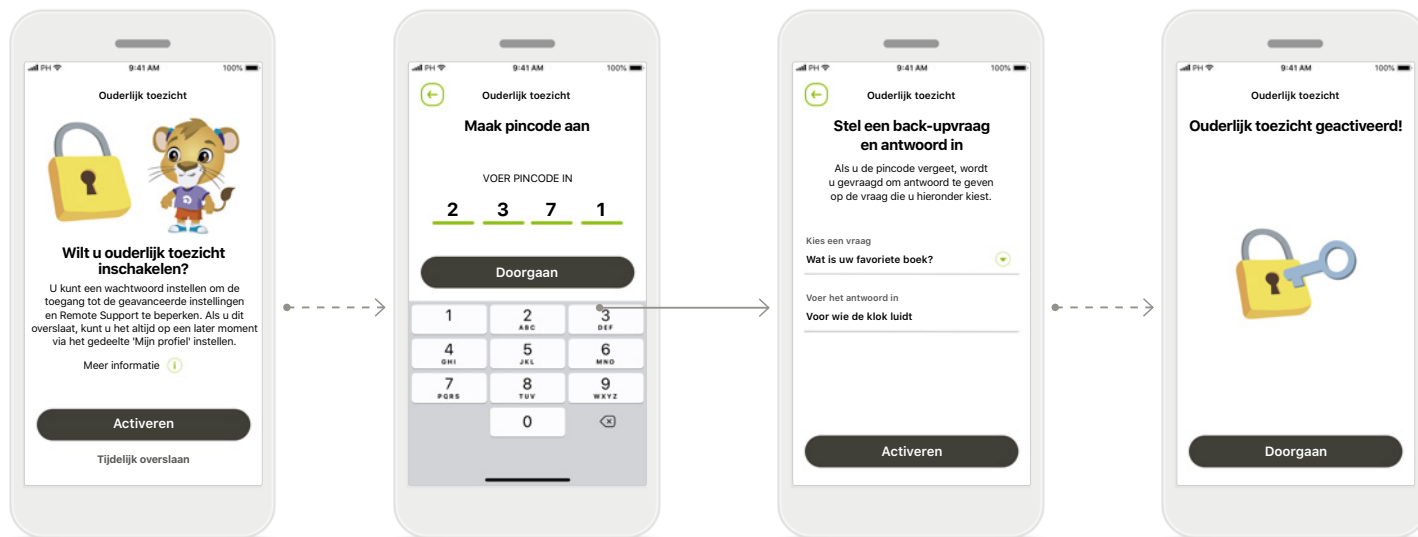 PH 9:41 AM 100%
Ouderlijk toezicht
Wilt u ouderlijk toezicht
inschakelen?
U kunt een wachtwoord instellen om de
toegang tot de geavanceerde instellingen
en Remote Support te beperken. Als u dit
overslaat, kunt u het altijd op een later moment
via het gedeelte 'Mijn profiel' instellen.
Meer informatie i
Activeren
Tijdelijk overslaan
PH 9:41 AM 100%
Ouderlijk toezicht
Maak pincode aan
VOER PINCODE IN
2 3 7 1
Doorgaan
1 2 3
ABC DEF
4 5 6
GHI JKL MNO
7 8 9
PQRS TUV WXYZ
0
PH 9:41 AM 100%
Ouderlijk toezicht
Stel een back-upvraag
en antwoord in
Als u de pincode vergeet, wordt
u gevraagd om antwoord te geven
op de vraag die u hieronder kiest.
Kies een vraag
Wat is uw favoriete boek?
Voer het antwoord in
Voor wie de klok luidt
Activeren
PH 9:41 AM 100%
Ouderlijk toezicht
Ouderlijk toezicht geactiveerd!
Doorgaan